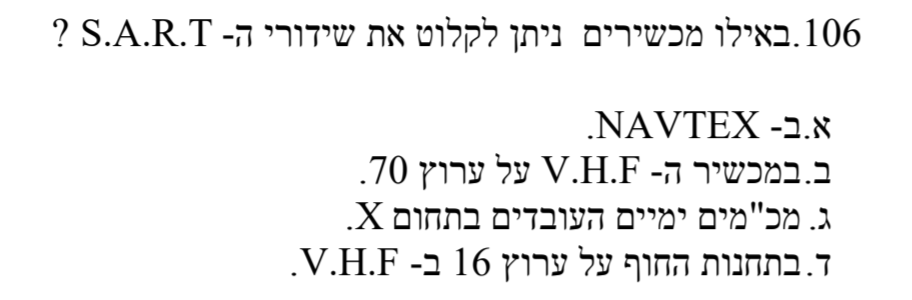 106.באילו מכשירים ניתן לקלוט את שידורי ה- S.A.R.T ?
א.ב- NAVTEX.
ב.במכשיר ה- V.H.F על ערוץ 70.
ג. מכ"מים ימיים העובדים בתחום X.
ד.בתחנות החוף על ערוץ 16 ב- V.H.F.